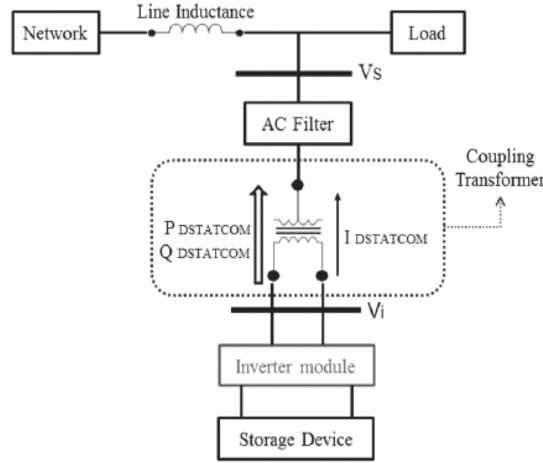 Line Inductance
Network
Load
Vs
AC Filter
Coupling
Transformer
P DSTATCOM
Q DSTATCOM
I DSTATCOM
Vi
Inverter module
Storage Device